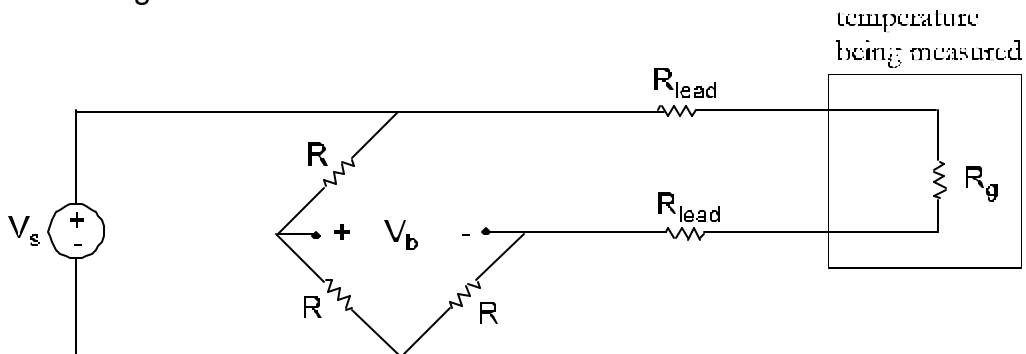 temperature
being measured
R_lead
R
R_g
V_s
+
-
+ V_b -
R_lead
R
R